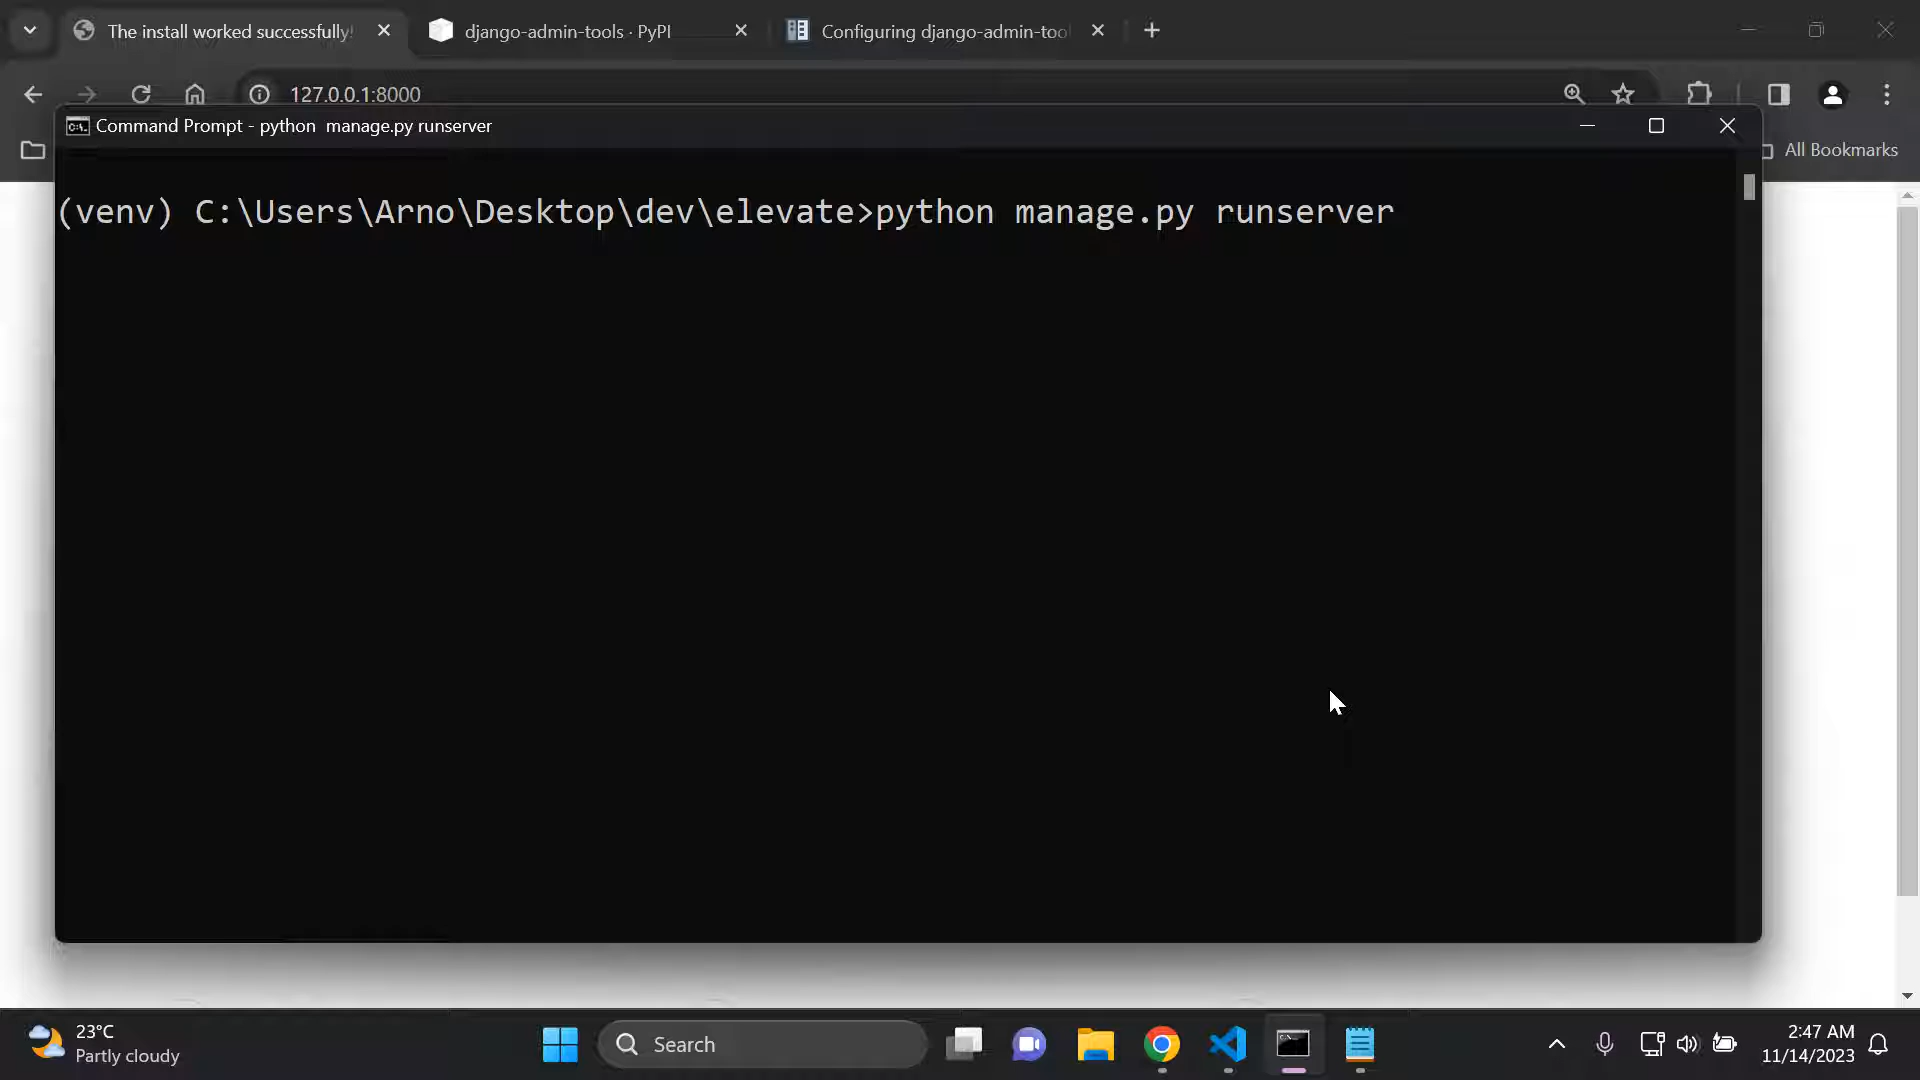 The install worked successfully!
django-admin-tools · PyPI
Configuring django-admin-too
127.0.0.1:8000
Command Prompt - python  manage.py runserver
All Bookmarks
(venv) C:\Users\Arno\Desktop\dev\elevate>python manage.py runserver
23°C
Partly cloudy
Search
2:47 AM
11/14/2023